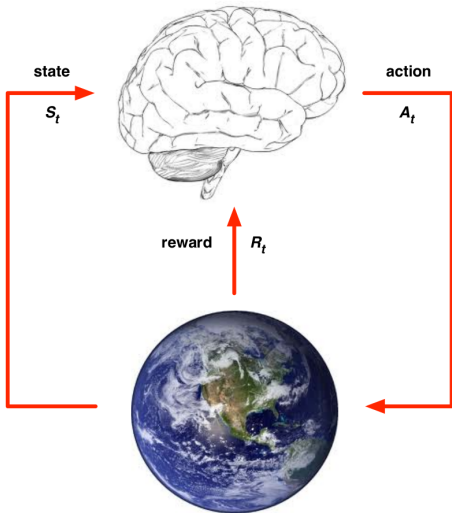 state
S_t
action
A_t
reward
R_t